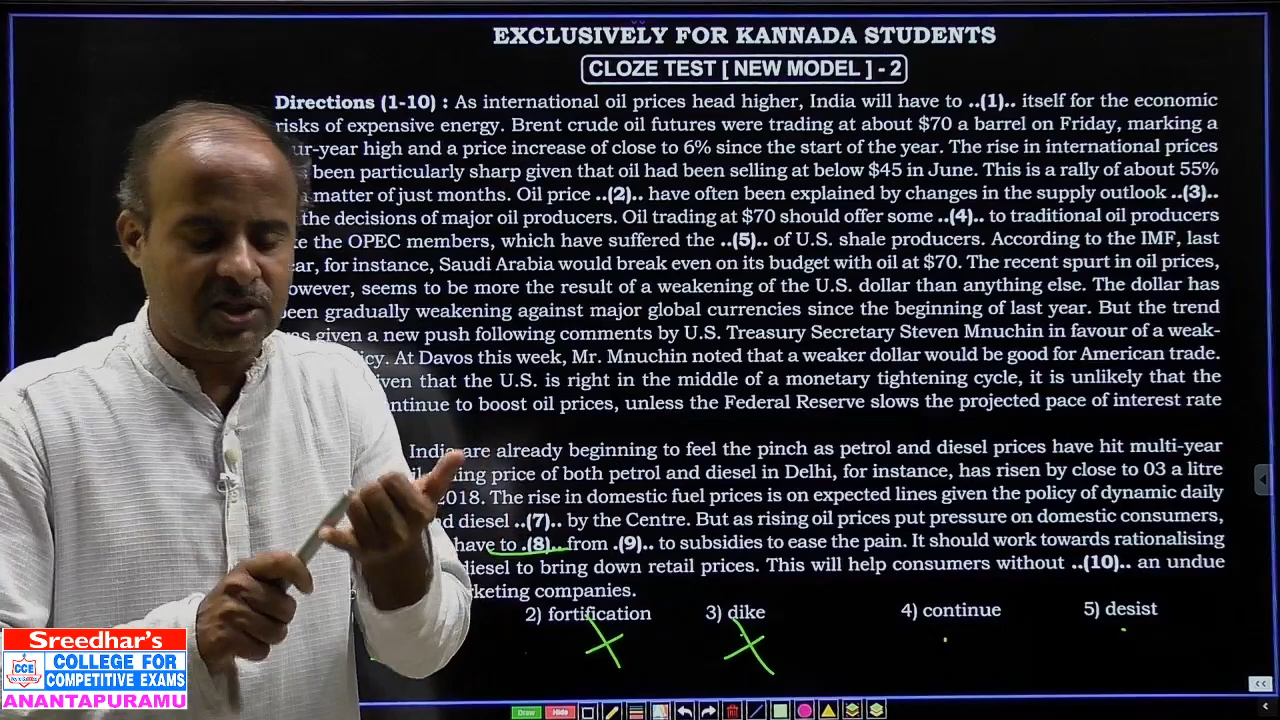 EXCLUSIVELY FOR KANNADA STUDENTS
CLOZE TEST [ NEW MODEL ] - 2
Directions (1-10) : As international oil prices head higher, India will have to ..(1).. itself for the economic
risks of expensive energy. Brent crude oil futures were trading at about $70 a barrel on Friday, marking a
ur-year high and a price increase of close to 6% since the start of the year. The rise in international prices
been particularly sharp given that oil had been selling at below $45 in June. This is a rally of about 55%
matter of just months. Oil price ..(2).. have often been explained by changes in the supply outlook ..(3)..
the decisions of major oil producers. Oil trading at $70 should offer some ..(4).. to traditional oil producers
the OPEC members, which have suffered the ..(5).. of U.S. shale producers. According to the IMF, last
ar, for instance, Saudi Arabia would break even on its budget with oil at $70. The recent spurt in oil prices,
owever, seems to be more the result of a weakening of the U.S. dollar than anything else. The dollar has
een gradually weakening against major global currencies since the beginning of last year. But the trend
as given a new push following comments by U.S. Treasury Secretary Steven Mnuchin in favour of a weak-
icy. At Davos this week, Mr. Mnuchin noted that a weaker dollar would be good for American trade.
iven that the U.S. is right in the middle of a monetary tightening cycle, it is unlikely that the
ntinue to boost oil prices, unless the Federal Reserve slows the projected pace of interest rate
India are already beginning to feel the pinch as petrol and diesel prices have hit multi-year
ling price of both petrol and diesel in Delhi, for instance, has risen by close to 03 a litre
2018. The rise in domestic fuel prices is on expected lines given the policy of dynamic daily
d diesel ..(7).. by the Centre. But as rising oil prices put pressure on domestic consumers,
have to .(8).. from .(9).. to subsidies to ease the pain. It should work towards rationalising
diesel to bring down retail prices. This will help consumers without ..(10).. an undue
rketing companies.
2) fortification 3) dike 4) continue 5) desist
Sreedhar's
CCE
COLLEGE FOR
COMPETITIVE EXAMS
ANANTAPURAMU
Draw Hide